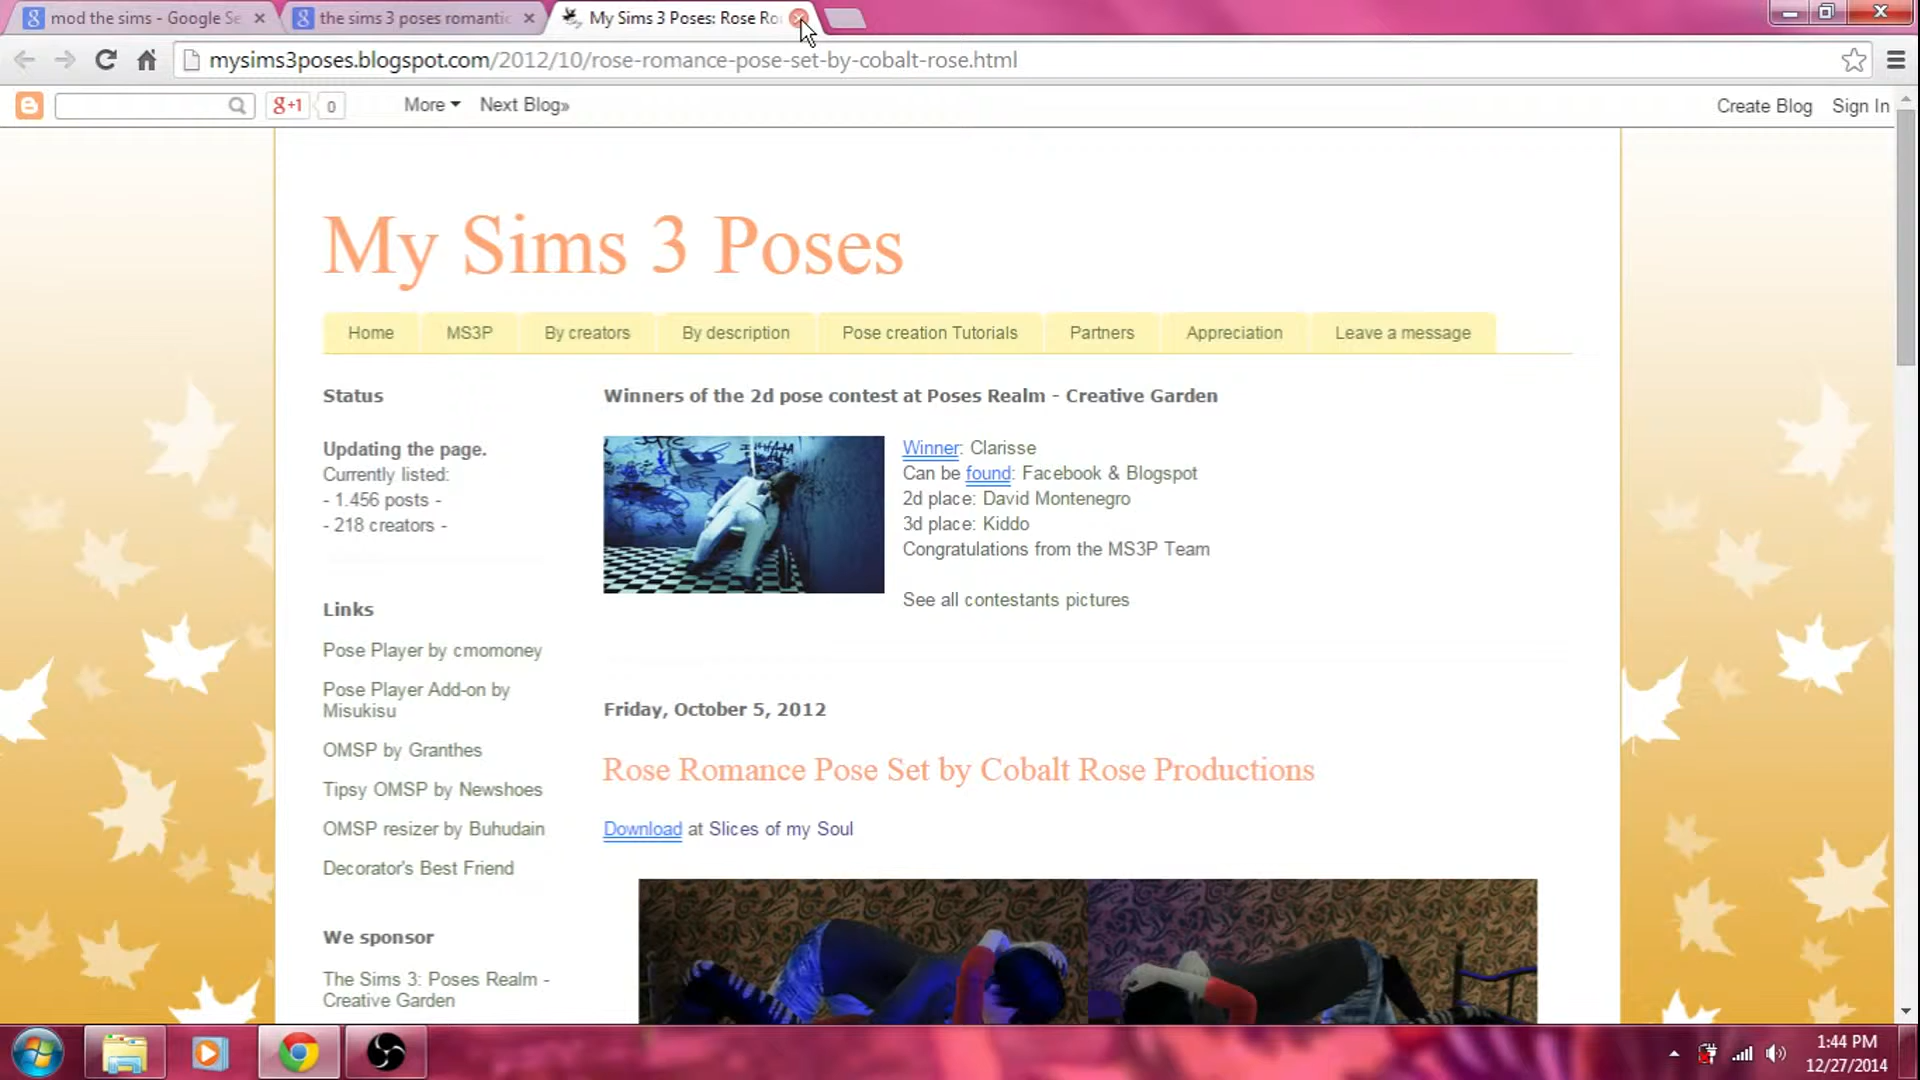 mod the sims - Google Se
the sims 3 poses romantic
My Sims 3 Poses: Rose Ro
mysims3poses.blogspot.com/2012/10/rose-romance-pose-set-by-cobalt-rose.html
g+1 0 More Next Blog» Create Blog Sign In
My Sims 3 Poses
Home MS3P By creators By description Pose creation Tutorials Partners Appreciation Leave a message
Status
Updating the page.
Currently listed:
- 1.456 posts -
- 218 creators -
Links
Pose Player by cmomoney
Pose Player Add-on by
Misukisu
OMSP by Granthes
Tipsy OMSP by Newshoes
OMSP resizer by Buhudain
Decorator's Best Friend
We sponsor
The Sims 3: Poses Realm -
Creative Garden
Winners of the 2d pose contest at Poses Realm - Creative Garden
Winner: Clarisse
Can be found: Facebook & Blogspot
2d place: David Montenegro
3d place: Kiddo
Congratulations from the MS3P Team
See all contestants pictures
Friday, October 5, 2012
Rose Romance Pose Set by Cobalt Rose Productions
Download at Slices of my Soul
1:44 PM
12/27/2014